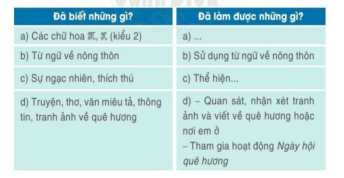 Đã biết những gì?
Đã làm được những gì?
a) Các chữ hoa M, N (kiểu 2)
a) ...
b) Từ ngữ về nông thôn
b) Sử dụng từ ngữ về nông thôn
c) Sự ngạc nhiên, thích thú
c) Thể hiện...
d) Truyện, thơ, văn miêu tả, thông
tin, tranh ảnh về quê hương
d) – Quan sát, nhận xét tranh
ảnh và viết về quê hương hoặc
nơi em ở
– Tham gia hoạt động Ngày hội
quê hương